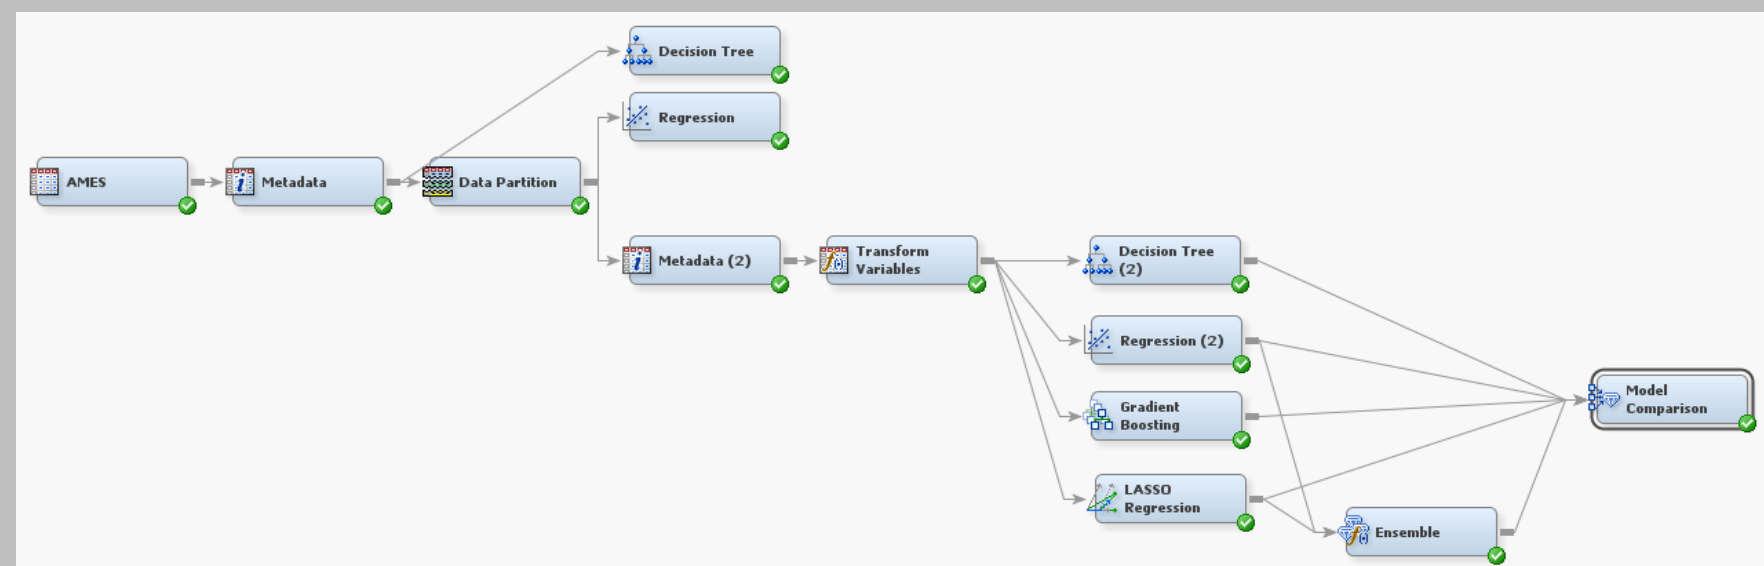 Decision Tree
Regression
AMES
Metadata
Data Partition
Metadata (2)
Transform
Variables
Decision Tree
(2)
Regression (2)
Gradient
Boosting
LASSO
Regression
Ensemble
Model
Comparison